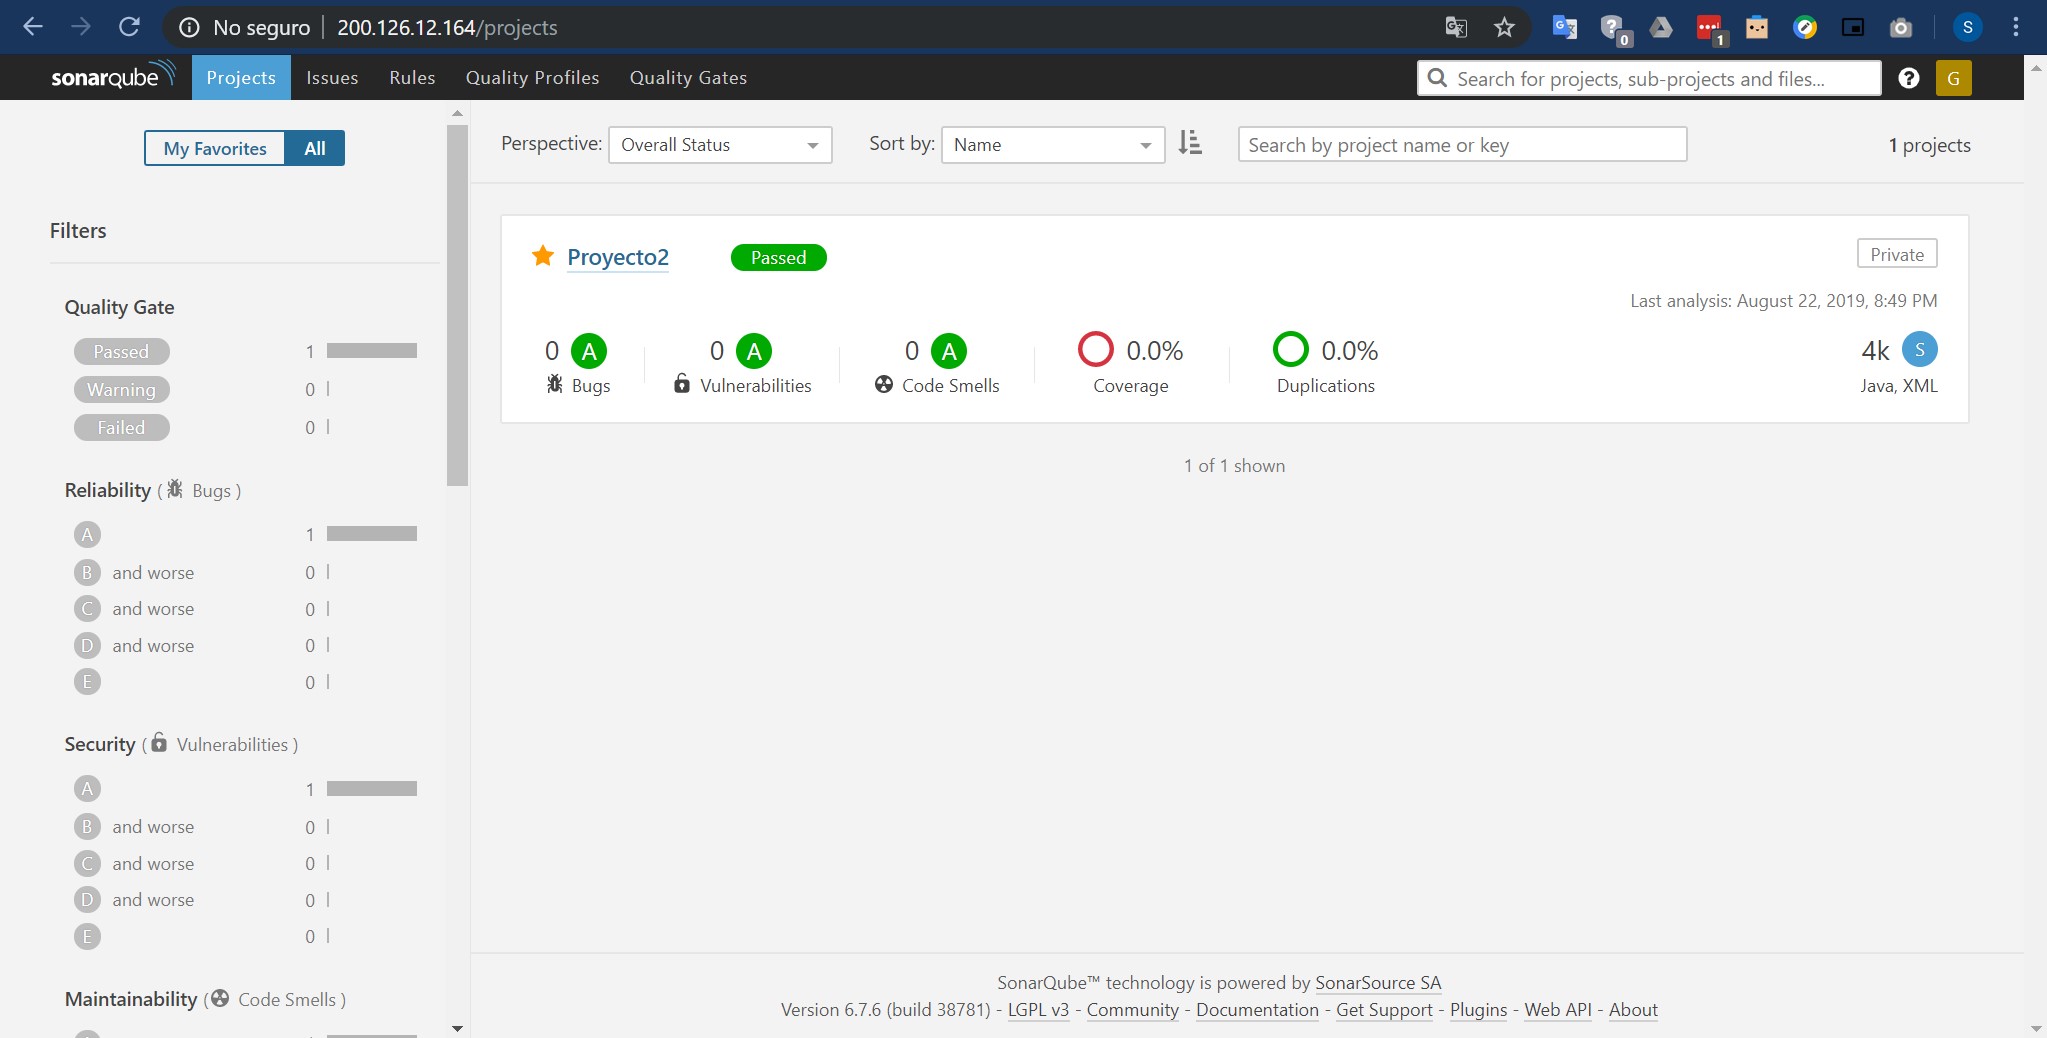 No seguro 200.126.12.164/projects
0
1
S
sonarqube Projects Issues Rules Quality Profiles Quality Gates
Search for projects, sub-projects and files...
?
G
My Favorites All
Perspective: Overall Status
Sort by: Name
Search by project name or key
1 projects
Filters
Quality Gate
Passed 1
Warning 0
Failed 0
Reliability ( Bugs )
A 1
B and worse 0
C and worse 0
D and worse 0
E 0
Security ( Vulnerabilities )
A 1
B and worse 0
C and worse 0
D and worse 0
E 0
Maintainability ( Code Smells )
Proyecto2 Passed Private
Last analysis: August 22, 2019, 8:49 PM
0 A 0 A 0 A 0.0% 0.0% 4k S
Bugs Vulnerabilities Code Smells Coverage Duplications Java, XML
1 of 1 shown
SonarQube™ technology is powered by SonarSource SA
Version 6.7.6 (build 38781) - LGPL v3 - Community - Documentation - Get Support - Plugins - Web API - About